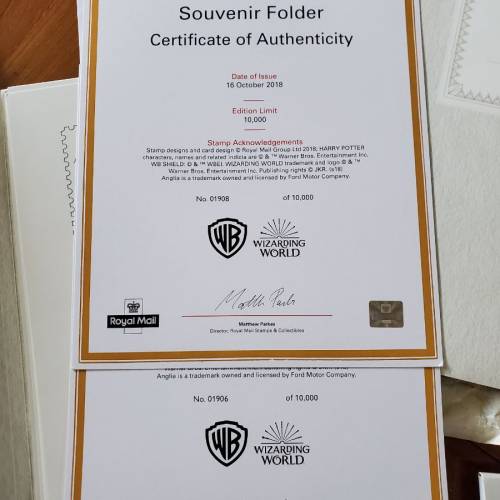 Souvenir Folder
Certificate of Authenticity
Date of Issue
16 October 2018
Edition Limit
10,000
Stamp Acknowledgements
Stamp designs and card design © Royal Mail Group Ltd 2018; HARRY POTTER
characters, names and related indicia are © & ™ Warner Bros. Entertainment Inc.
WB SHIELD: © & ™ WBEI. WIZARDING WORLD trademark and logo © & ™
Warner Bros. Entertainment Inc. Publishing rights © JKR. (s18)
Anglia is a trademark owned and licensed by Ford Motor Company.
No. 01908 of 10,000
WB WIZARDING
WORLD
Royal Mail
Matthew Parkes
Director, Royal Mail Stamps & Collectibles
Anglia is a trademark owned and licensed by Ford Motor Company.
No. 01906 of 10,000
WB WIZARDING
WORLD